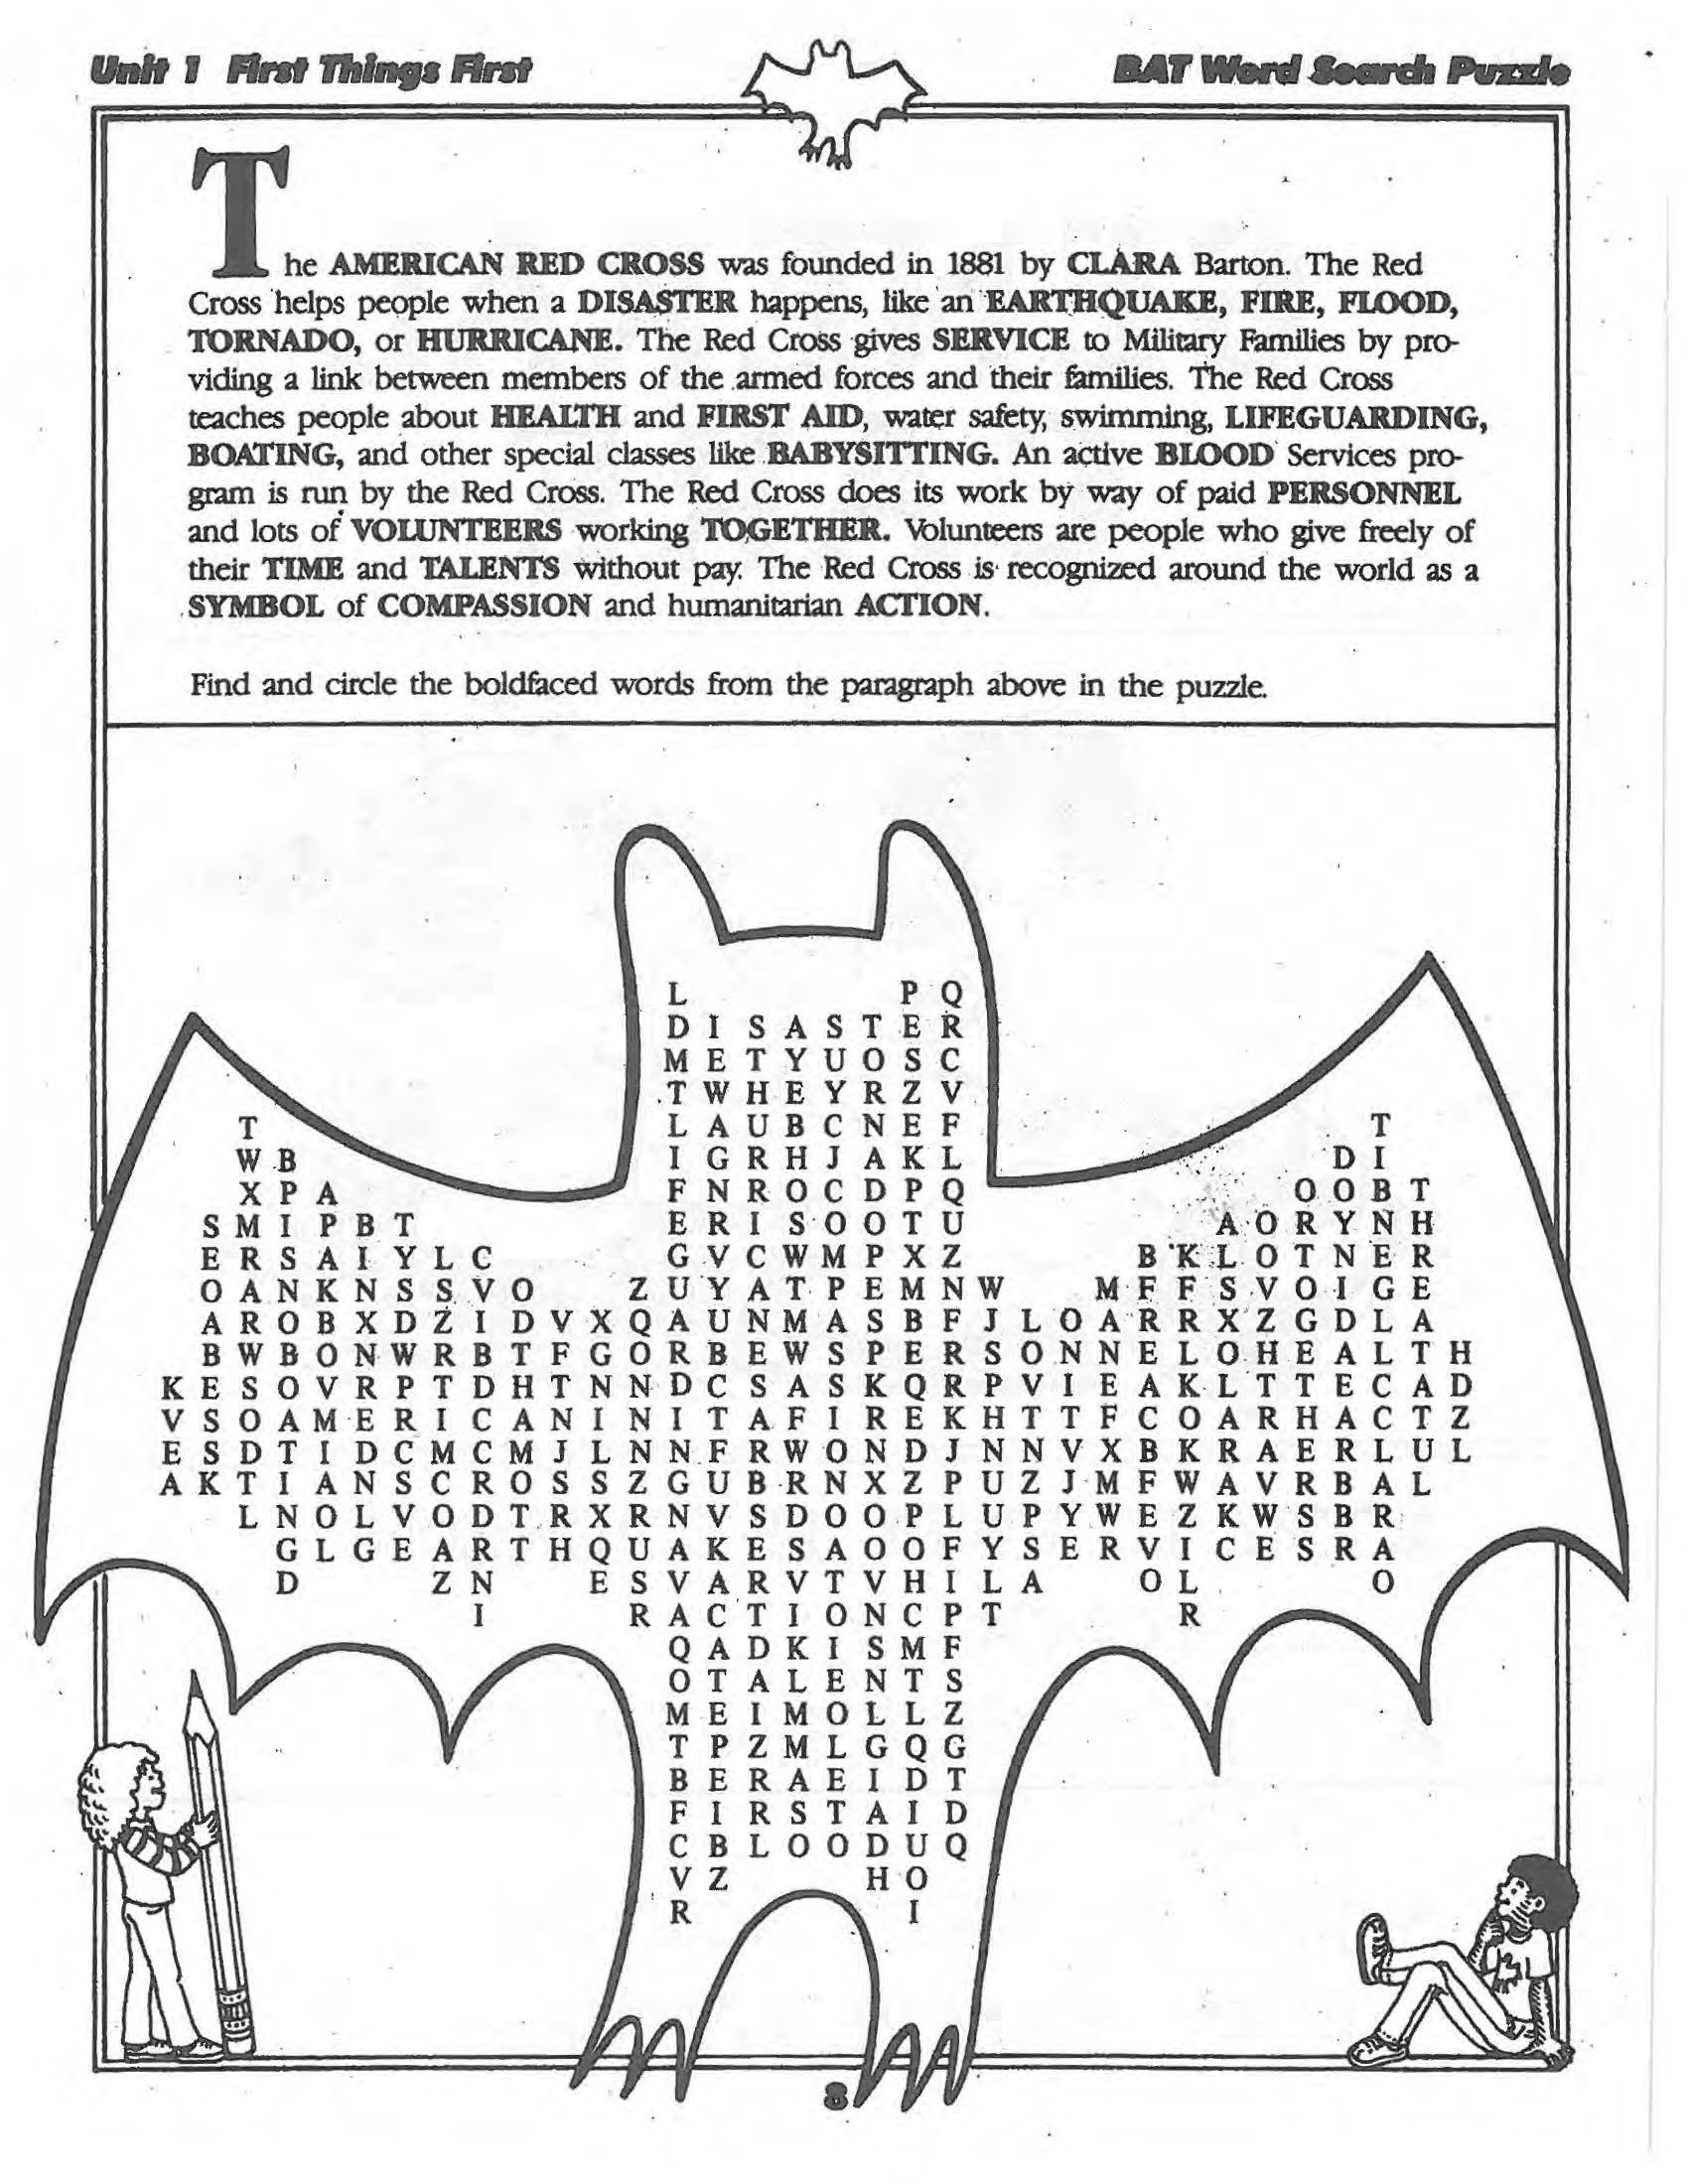 Unit 1 First Things First
BAT Word Search Puzzle
The AMERICAN RED CROSS was founded in 1881 by CLARA Barton. The Red
Cross helps people when a DISASTER happens, like an EARTHQUAKE, FIRE, FLOOD,
TORNADO, or HURRICANE. The Red Cross gives SERVICE to Military Families by pro-
viding a link between members of the armed forces and their families. The Red Cross
teaches people about HEALTH and FIRST AID, water safety, swimming, LIFEGUARDING,
BOATING, and other special classes like BABYSITTING. An active BLOOD Services pro-
gram is run by the Red Cross. The Red Cross does its work by way of paid PERSONNEL
and lots of VOLUNTEERS working TOGETHER. Volunteers are people who give freely of
their TIME and TALENTS without pay. The Red Cross is recognized around the world as a
SYMBOL of COMPASSION and humanitarian ACTION.
Find and circle the boldfaced words from the paragraph above in the puzzle.
L P Q
D I S A S T E R
M E T Y U O S C
T W H E Y R Z V
T L A U B C N E F T
W B I G R H J A K L D I
X P A F N R O C D P Q O O B T
S M I P B T E R I S O O T U A O R Y N H
E R S A I Y L C G V C W M P X Z B K L O T N E R
O A N K N S S V O Z U Y A T P E M N W M F F S V O I G E
A R O B X D Z I D V X Q A U N M A S B F J L O A R R X Z G D L A
B W B O N W R B T F G O R B E W S P E R S O N N E L O H E A L T H
K E S O V R P T D H T N N D C S A S K Q R P V I E A K L T T E C A D
V S O A M E R I C A N I N I T A F I R E K H T T F C O A R H A C T Z
E S D T I D C M C M J L N N F R W O N D J N N V X B K R A E R L U L
A K T I A N S C R O S S Z G U B R N X Z P U Z J M F W A V R B A L
L N O L V O D T R X R N V S D O O P L U P Y W E Z K W S B R
G L G E A R T H Q U A K E S A O O F Y S E R V I C E S R A
D Z N E S V A R V T V H I L A O L O
I R A C T I O N C P T R
Q A D K I S M F
O T A L E N T S
M E I M O L L Z
T P Z M L G Q G
B E R A E I D T
F I R S T A I D
C B L O O D U Q
V Z H O
R I
8